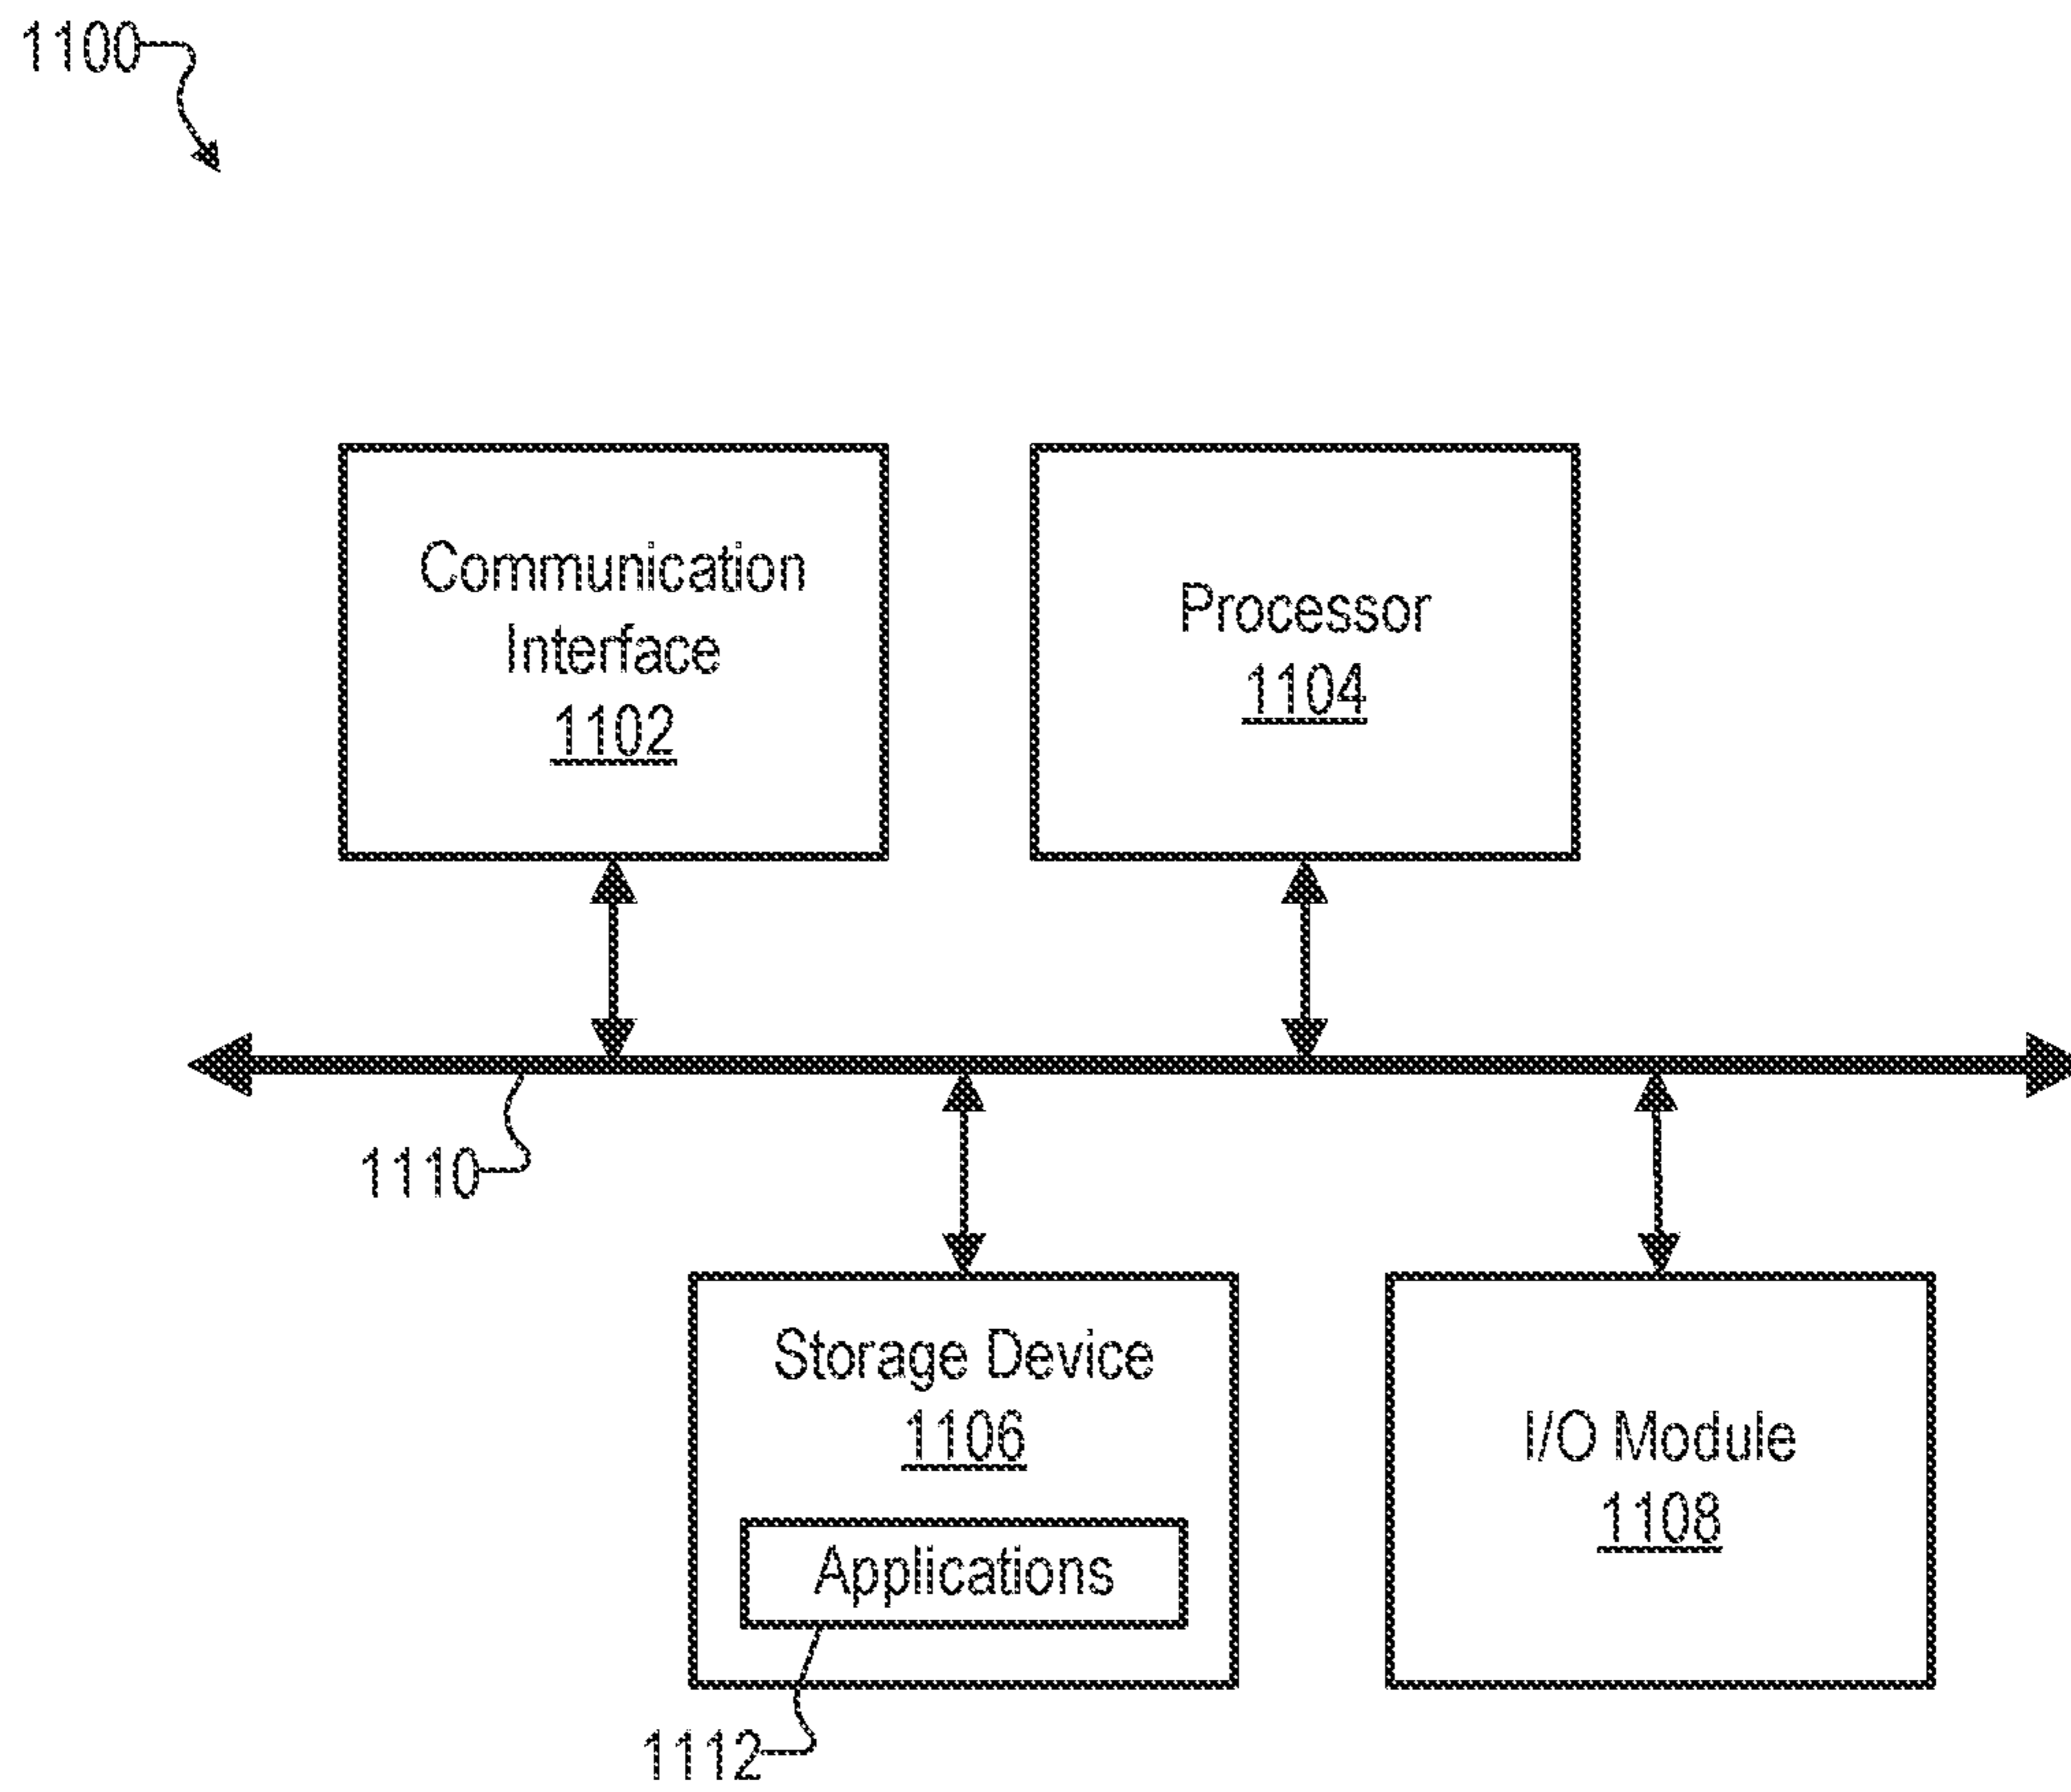 1100
Communication
Interface
1102
Processor
1104
1110
Storage Device
1106
Applications
1112
I/O Module
1108